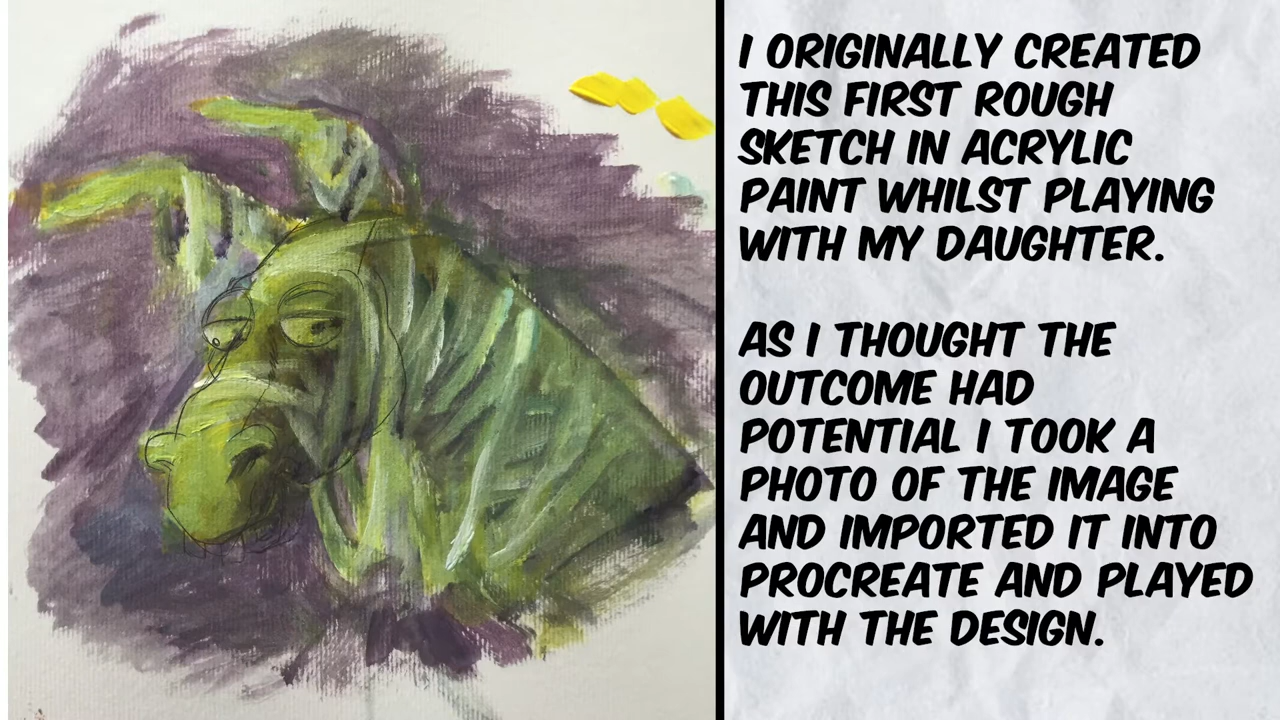 I ORIGINALLY CREATED
THIS FIRST ROUGH
SKETCH IN ACRYLIC
PAINT WHILST PLAYING
WITH MY DAUGHTER.
AS I THOUGHT THE
OUTCOME HAD
POTENTIAL I TOOK A
PHOTO OF THE IMAGE
AND IMPORTED IT INTO
PROCREATE AND PLAYED
WITH THE DESIGN.